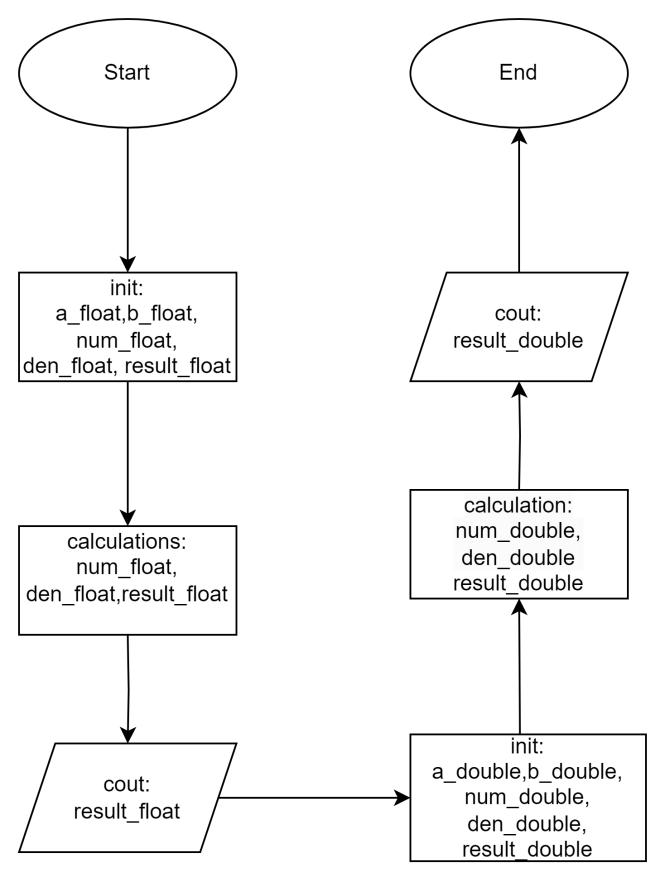 Start
init:
a_float,b_float,
num_float,
den_float, result_float
calculations:
num_float,
den_float,result_float
cout:
result_float
init:
a_double,b_double,
num_double,
den_double,
result_double
calculation:
num_double,
den_double
result_double
cout:
result_double
End